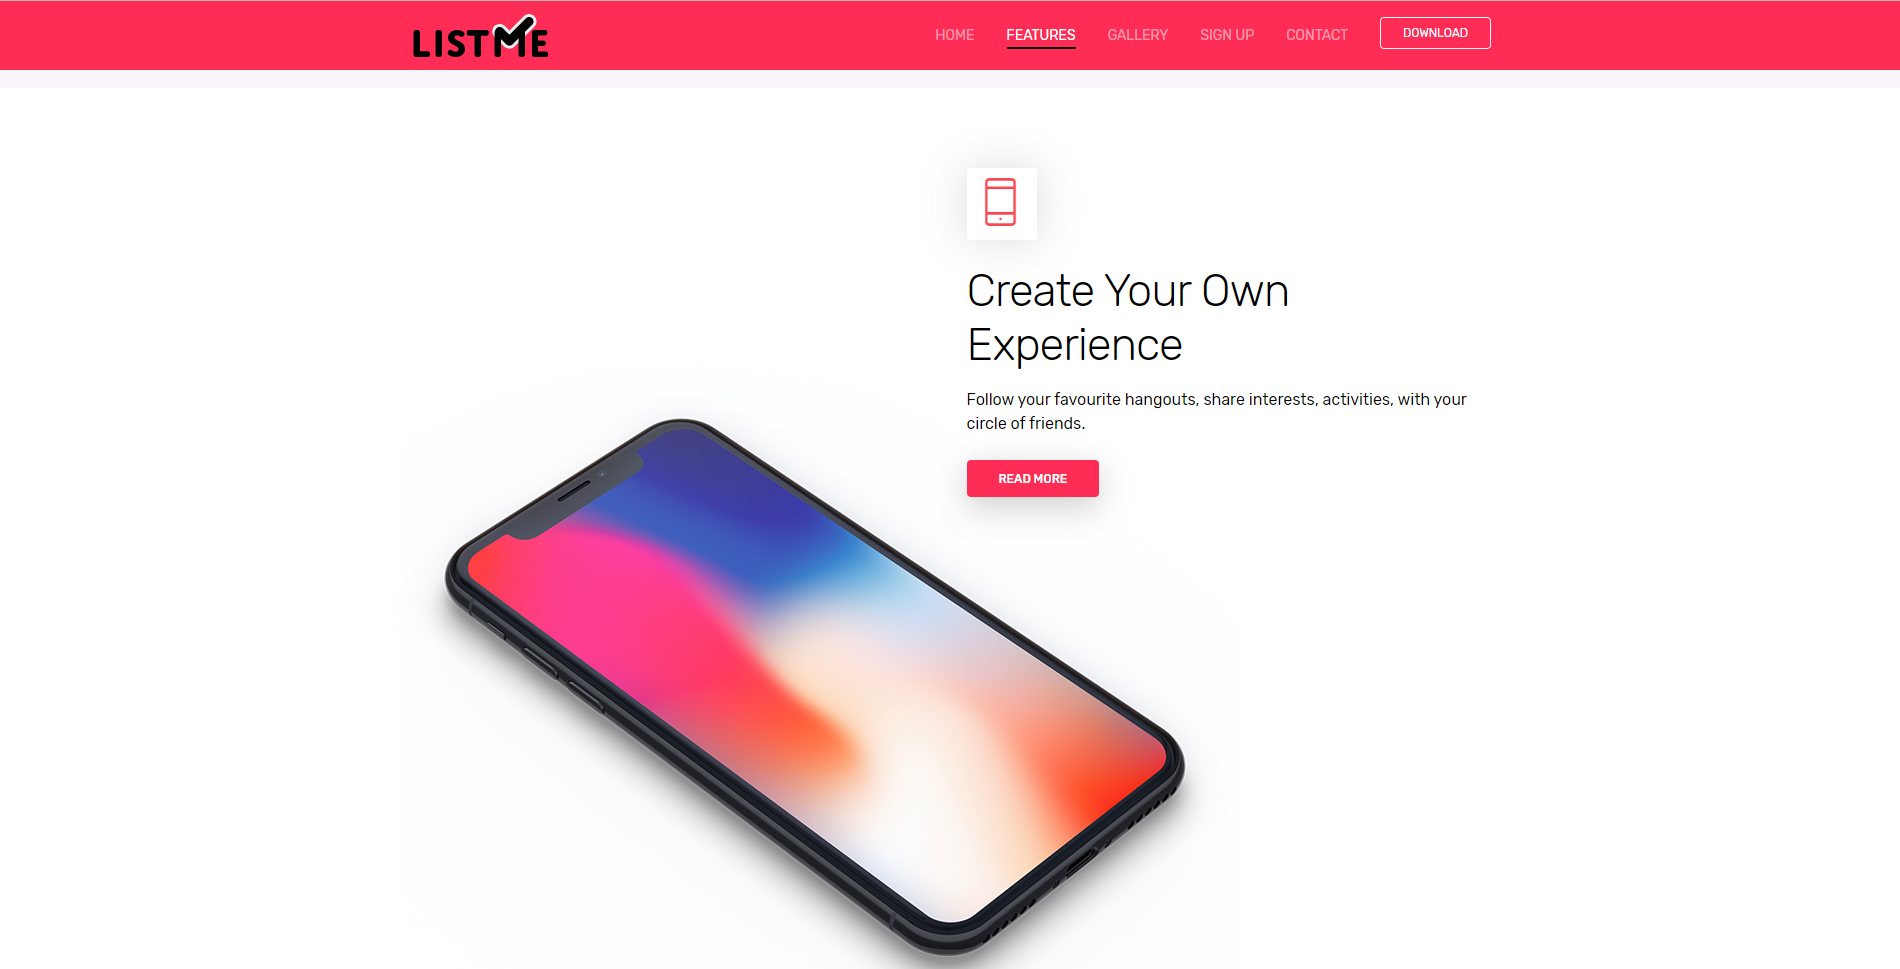 LISTME
HOME FEATURES GALLERY SIGN UP CONTACT DOWNLOAD
Create Your Own
Experience
Follow your favourite hangouts, share interests, activities, with your
circle of friends.
READ MORE